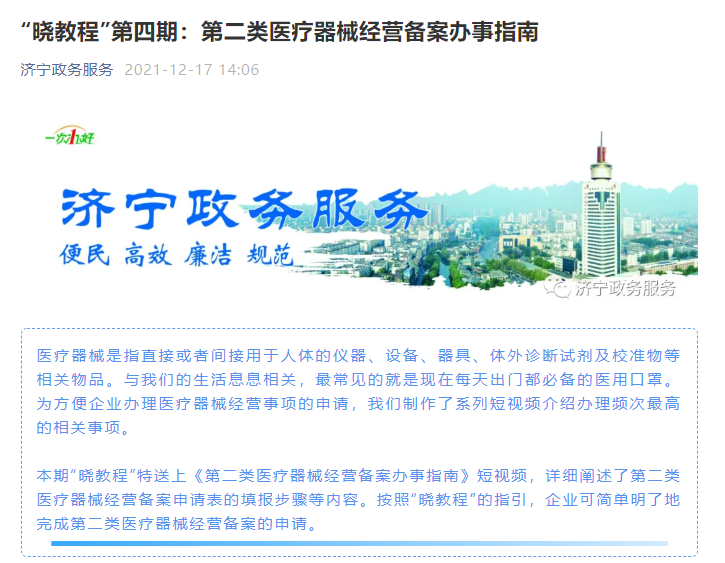 “晓教程”第四期：第二类医疗器械经营备案办事指南
济宁政务服务 2021-12-17 14:06
一次办好
济宁政务服务
便民 高效 廉洁 规范
济宁政务服务
医疗器械是指直接或者间接用于人体的仪器、设备、器具、体外诊断试剂及校准物等
相关物品。与我们的生活息息相关，最常见的就是现在每天出门都必备的医用口罩。
为方便企业办理医疗器械经营事项的申请，我们制作了系列短视频介绍办理频次最高
的相关事项。
本期“晓教程”特送上《第二类医疗器械经营备案办事指南》短视频，详细阐述了第二类
医疗器械经营备案申请表的填报步骤等内容。按照“晓教程”的指引，企业可简单明了地
完成第二类医疗器械经营备案的申请。